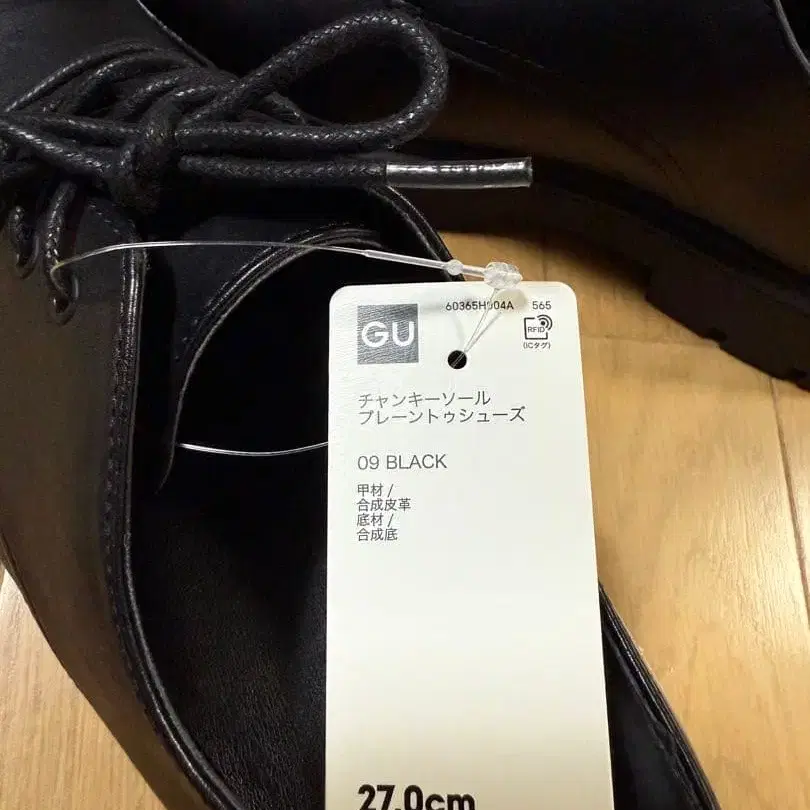 GU
60365H904A 565
RFID
(ICタグ)
チャンキーソール
プレーントゥシューズ
09 BLACK
甲材/
合成皮革
底材/
合成底
27.0cm